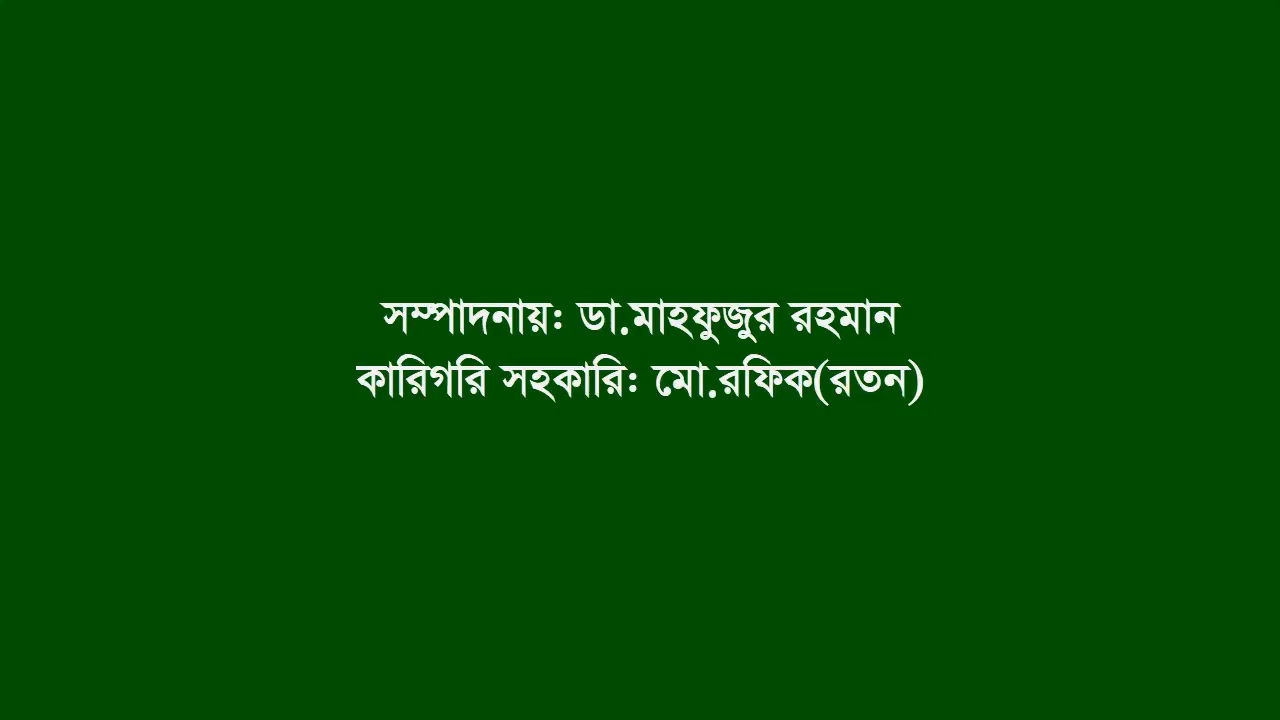 সম্পাদনায়: ডা.মাহফুজুর রহমান
কারিগরি সহকারি: মো.রফিক(রতন)